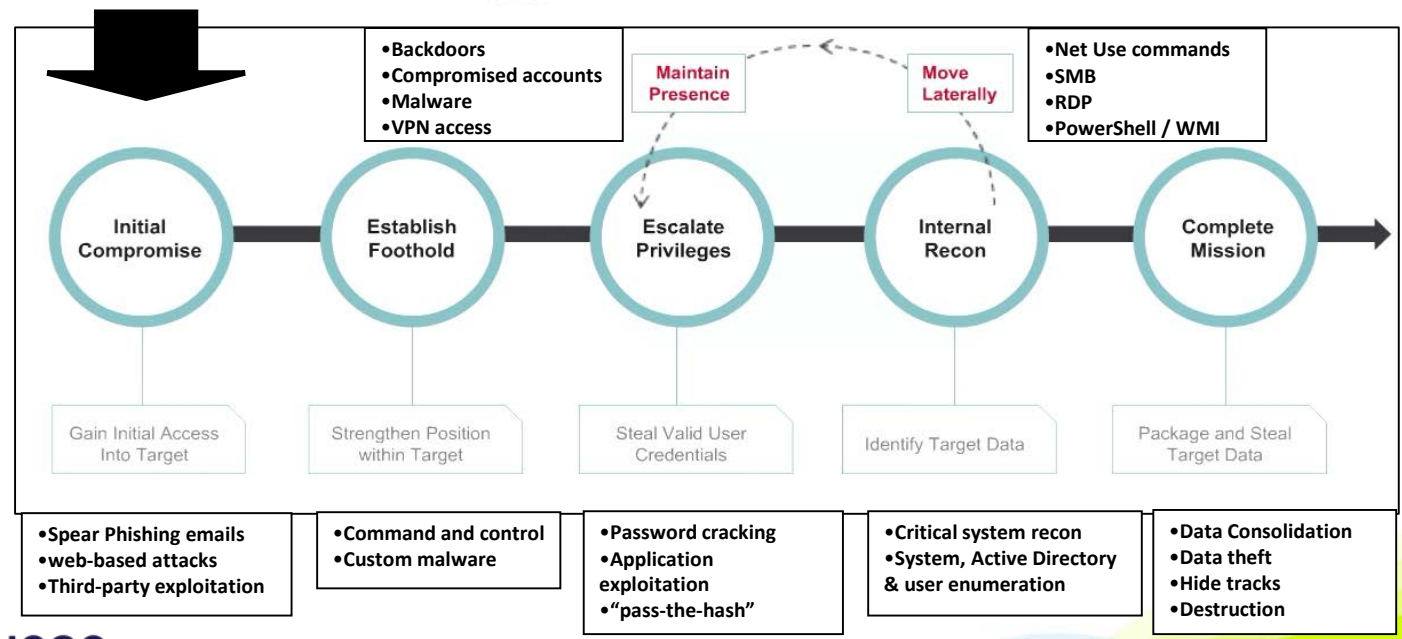 •Backdoors
•Compromised accounts
•Malware
•VPN access
Maintain
Presence
Move
Laterally
•Net Use commands
•SMB
•RDP
•PowerShell / WMI
Initial
Compromise
Establish
Foothold
Escalate
Privileges
Internal
Recon
Complete
Mission
Gain Initial Access
Into Target
Strengthen Position
within Target
Steal Valid User
Credentials
Identify Target Data
Package and Steal
Target Data
•Spear Phishing emails
•web-based attacks
•Third-party exploitation
•Command and control
•Custom malware
•Password cracking
•Application
exploitation
•“pass-the-hash”
•Critical system recon
•System, Active Directory
& user enumeration
•Data Consolidation
•Data theft
•Hide tracks
•Destruction